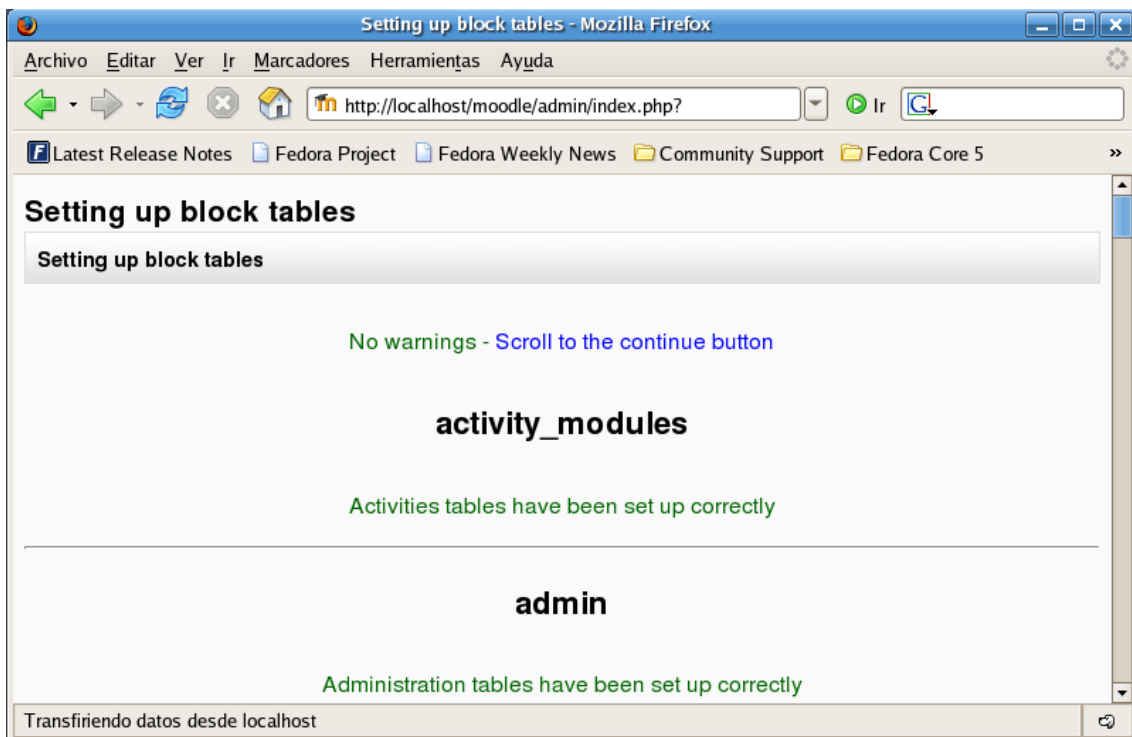 Setting up block tables - Mozilla Firefox
Archivo Editar Ver Ir Marcadores Herramientas Ayuda
http://localhost/moodle/admin/index.php? Ir G
Latest Release Notes Fedora Project Fedora Weekly News Community Support Fedora Core 5 »
Setting up block tables
Setting up block tables
No warnings - Scroll to the continue button
activity_modules
Activities tables have been set up correctly
admin
Administration tables have been set up correctly
Transfiriendo datos desde localhost